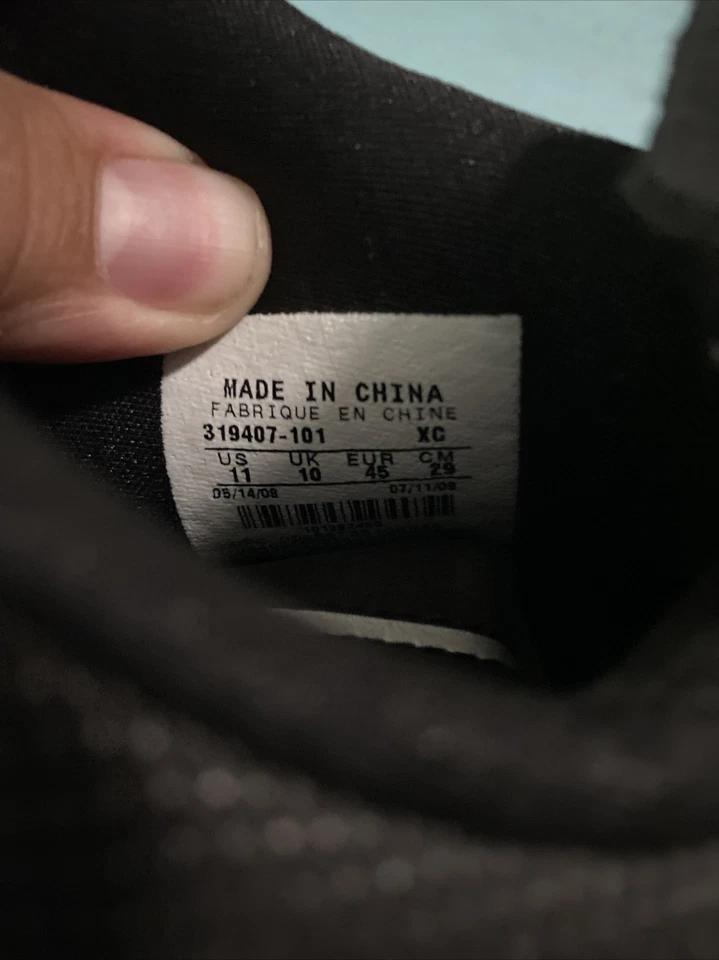 MADE IN CHINA
FABRIQUE EN CHINE
319407-101 XC
US UK EUR CM
11 10 45 29
05/14/08 07/11/08